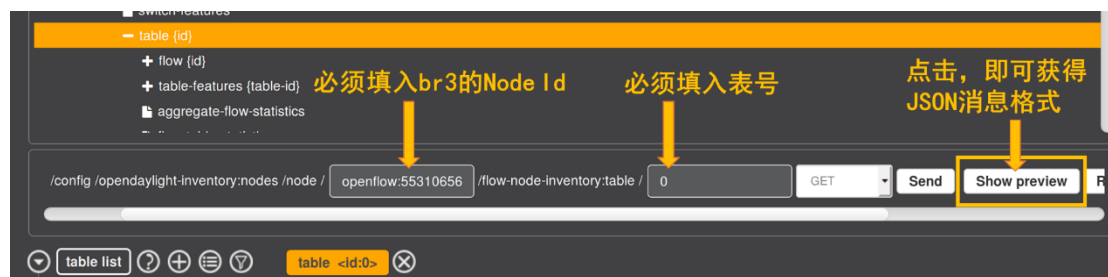 switch-features
table {id}
flow {id}
table-features {table-id}
aggregate-flow-statistics
必须填入br3的Node Id
必须填入表号
点击，即可获得
JSON消息格式
/config /opendaylight-inventory:nodes /node / openflow:55310656 /flow-node-inventory:table / 0 GET Send Show preview
table list table <id:0>